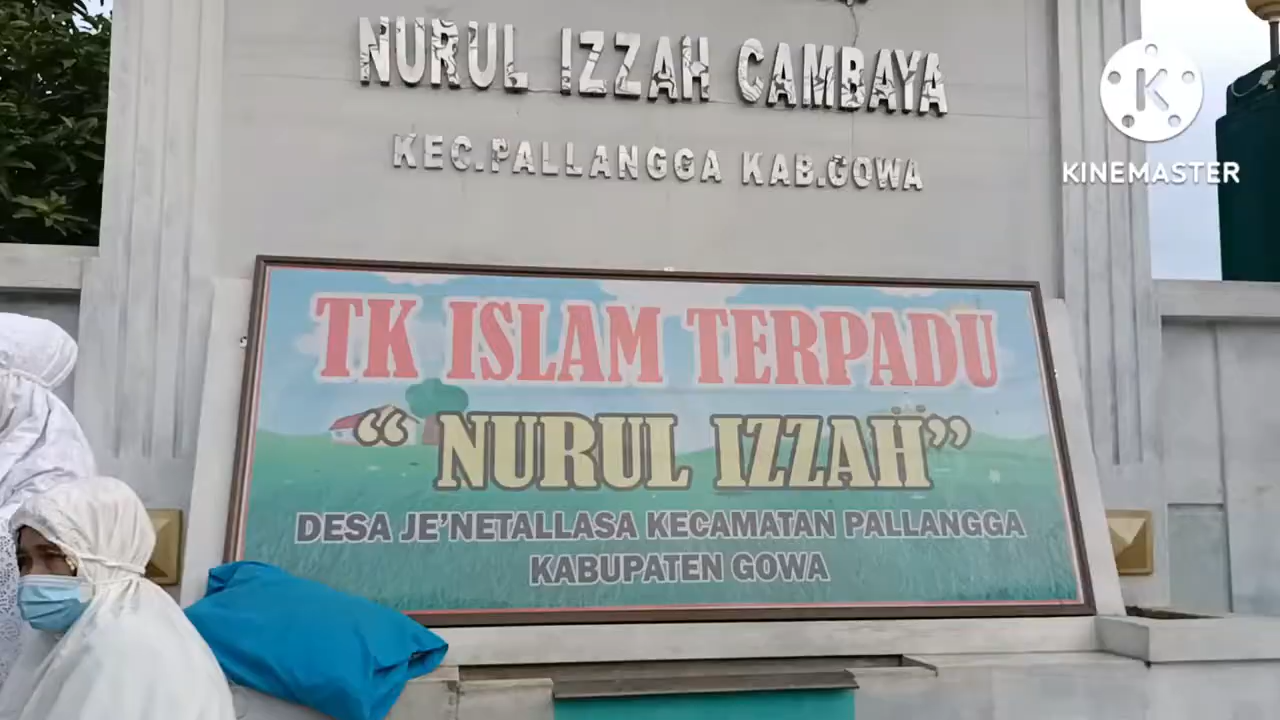 NURUL IZZAH CAMBAYA
KEC.PALLANGGA KAB.GOWA
K
KINEMASTER
TK ISLAM TERPADU
“NURUL IZZAH”
DESA JE'NETALLASA KECAMATAN PALLANGGA
KABUPATEN GOWA